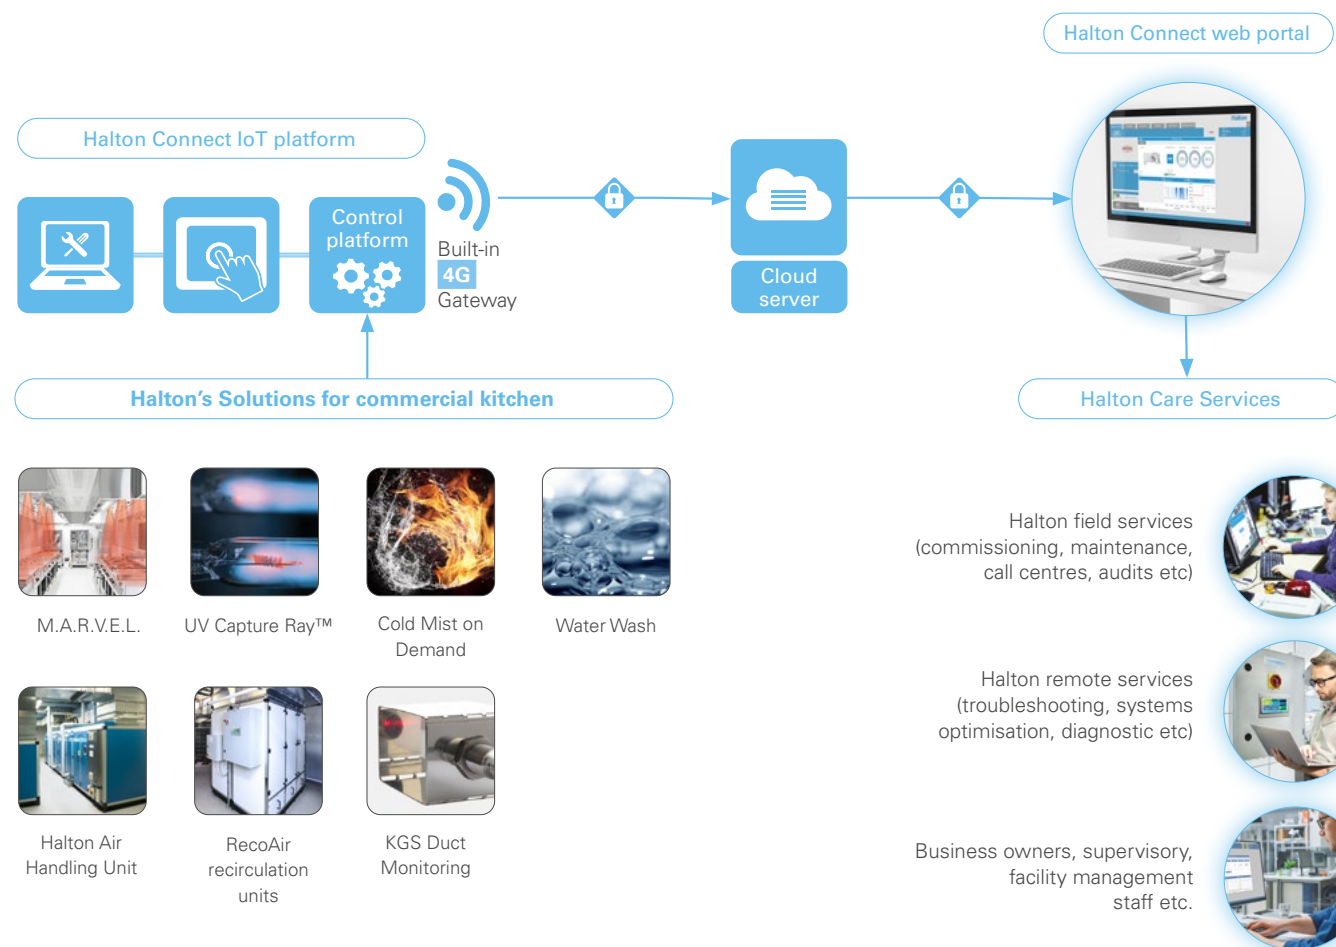 Halton Connect web portal
Halton Connect IoT platform
Control
platform
Built-in
4G
Gateway
Cloud
server
Halton's Solutions for commercial kitchen
Halton Care Services
M.A.R.V.E.L.
UV Capture Ray™
Cold Mist on
Demand
Water Wash
Halton Air
Handling Unit
RecoAir
recirculation
units
KGS Duct
Monitoring
Halton field services
(commissioning, maintenance,
call centres, audits etc)
Halton remote services
(troubleshooting, systems
optimisation, diagnostic etc)
Business owners, supervisory,
facility management
staff etc.